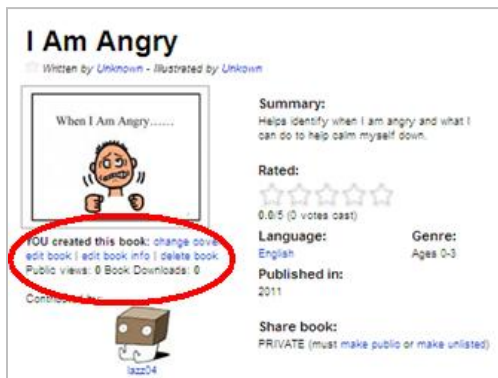 I Am Angry
Written by Unknown - Illustrated by Unkown
When I Am Angry......
YOU created this book: change cove
edit book | edit book info | delete book
Public views: 0 Book Downloads: 0
lazz04
Summary:
Helps identify when I am angry and what I
can do to help calm myself down.
Rated:
0.0/5 (0 votes cast)
Language: Genre:
English Ages 0-3
Published in:
2011
Share book:
PRIVATE (must make public or make unlisted)